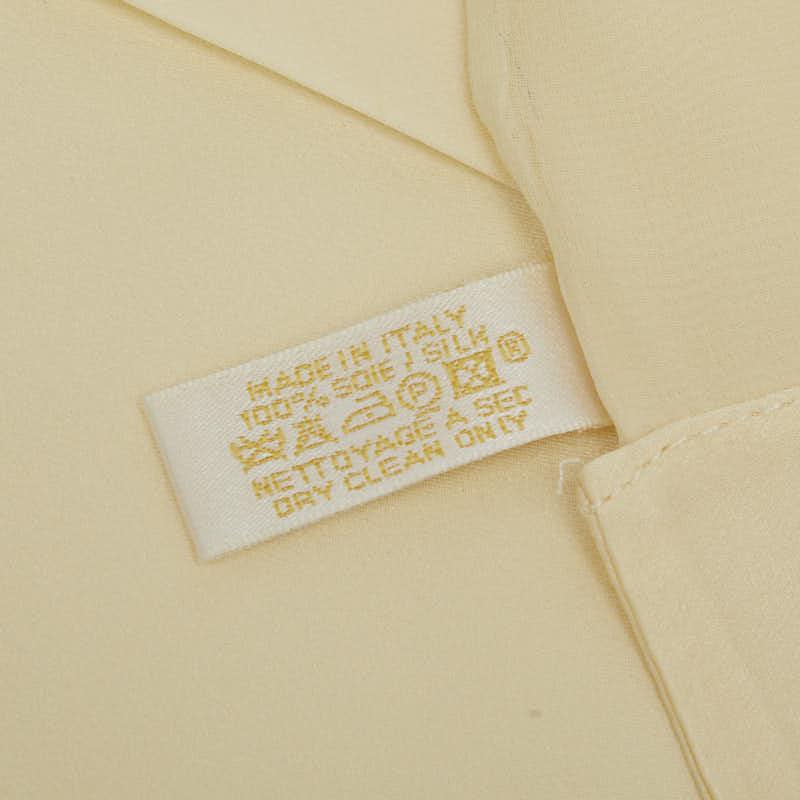 MADE IN ITALY
100% SOIE / SILK
P ®
NETTOYAGE A SEC
DRY CLEAN ONLY